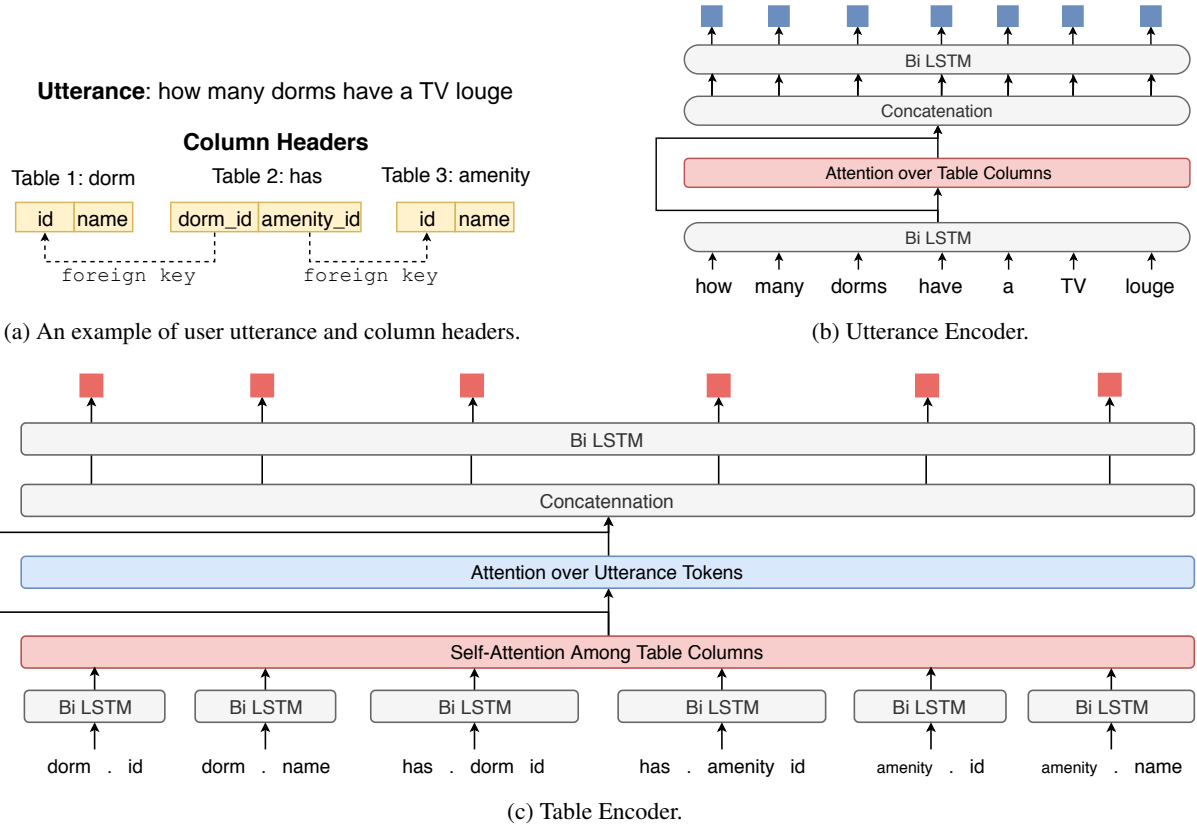 Utterance: how many dorms have a TV louge
Column Headers
Table 1: dorm Table 2: has Table 3: amenity
id name dorm_id amenity_id id name
foreign key foreign key
(a) An example of user utterance and column headers.
Bi LSTM
Concatenation
Attention over Table Columns
Bi LSTM
how many dorms have a TV louge
(b) Utterance Encoder.
Bi LSTM
Concatennation
Attention over Utterance Tokens
Self-Attention Among Table Columns
Bi LSTM Bi LSTM Bi LSTM Bi LSTM Bi LSTM Bi LSTM
dorm . id dorm . name has . dorm id has . amenity id amenity . id amenity . name
(c) Table Encoder.